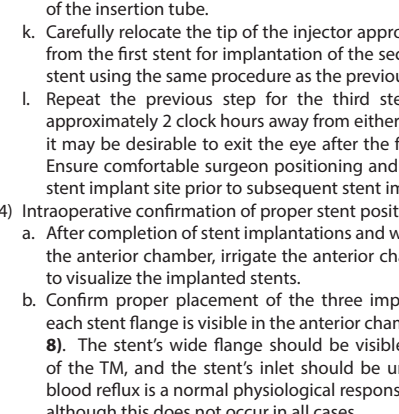 of the insertion tube.
k. Carefully relocate the tip of the injector appro
from the first stent for implantation of the sec
stent using the same procedure as the previou
l. Repeat the previous step for the third ste
approximately 2 clock hours away from either
it may be desirable to exit the eye after the f
Ensure comfortable surgeon positioning and
stent implant site prior to subsequent stent im
4) Intraoperative confirmation of proper stent posit
a. After completion of stent implantations and w
the anterior chamber, irrigate the anterior cha
to visualize the implanted stents.
b. Confirm proper placement of the three imp
each stent flange is visible in the anterior cham
8). The stent’s wide flange should be visible
of the TM, and the stent’s inlet should be un
blood reflux is a normal physiological respons
although this does not occur in all cases.